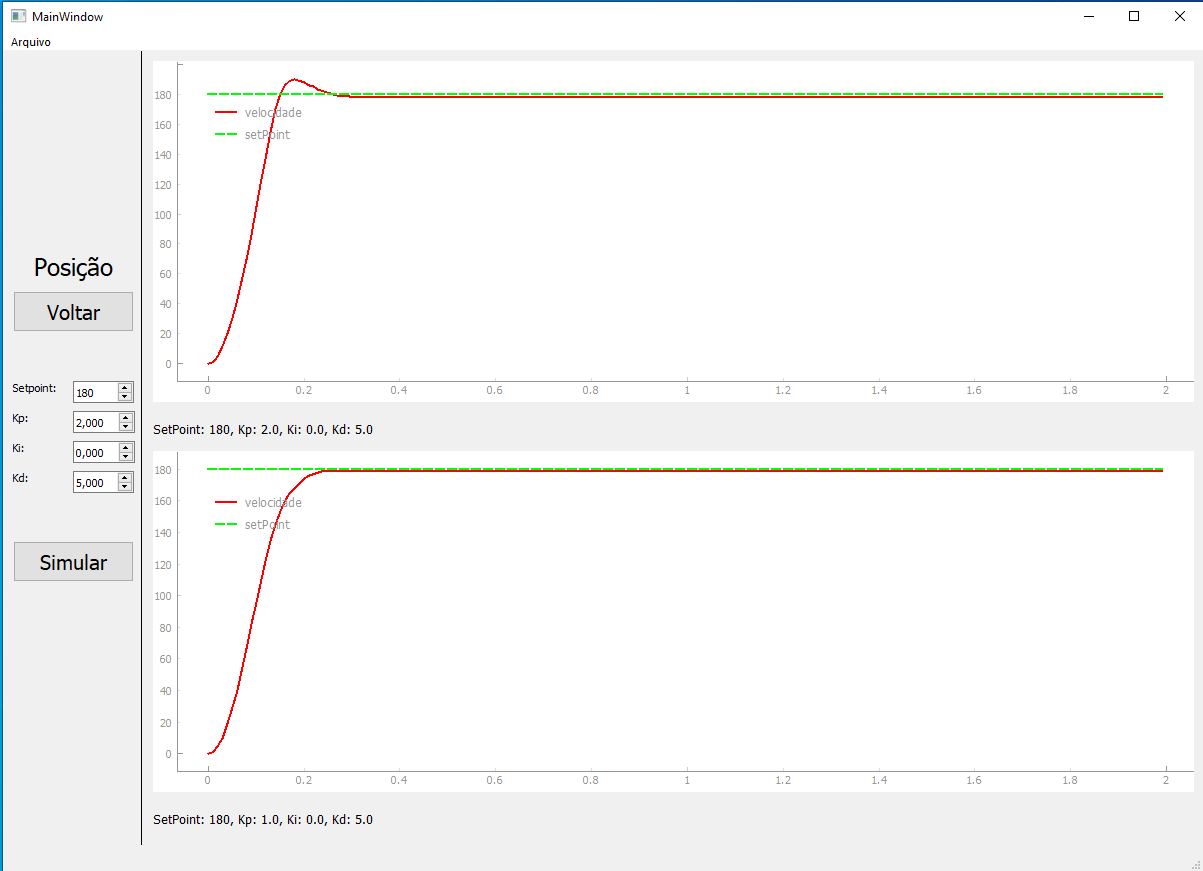 MainWindow
Arquivo
Posição
Voltar
Setpoint: 180
Kp: 2,000
Ki: 0,000
Kd: 5,000
Simular
180
160
140
120
100
80
60
40
20
0
velocidade
setPoint
0 0.2 0.4 0.6 0.8 1 1.2 1.4 1.6 1.8 2
SetPoint: 180, Kp: 2.0, Ki: 0.0, Kd: 5.0
180
160
140
120
100
80
60
40
20
0
velocidade
setPoint
0 0.2 0.4 0.6 0.8 1 1.2 1.4 1.6 1.8 2
SetPoint: 180, Kp: 1.0, Ki: 0.0, Kd: 5.0